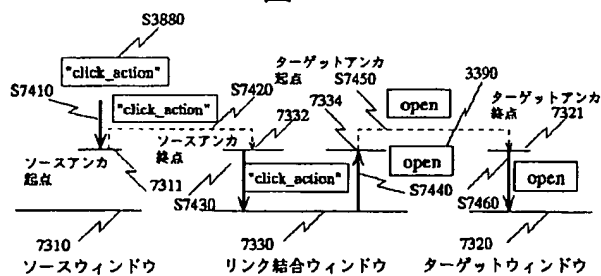 S3880
"click_action"
S7410
"click_action"
S7420
ターゲットアンカ
起点
S7450
3390
7332
7334
open
ターゲットアンカ
終点
7321
ソースアンカ
起点
7311
ソースアンカ
終点
S7430
"click_action"
open
S7440
S7460
open
7310
ソースウィンドウ
7330
リンク結合ウィンドウ
7320
ターゲットウィンドウ